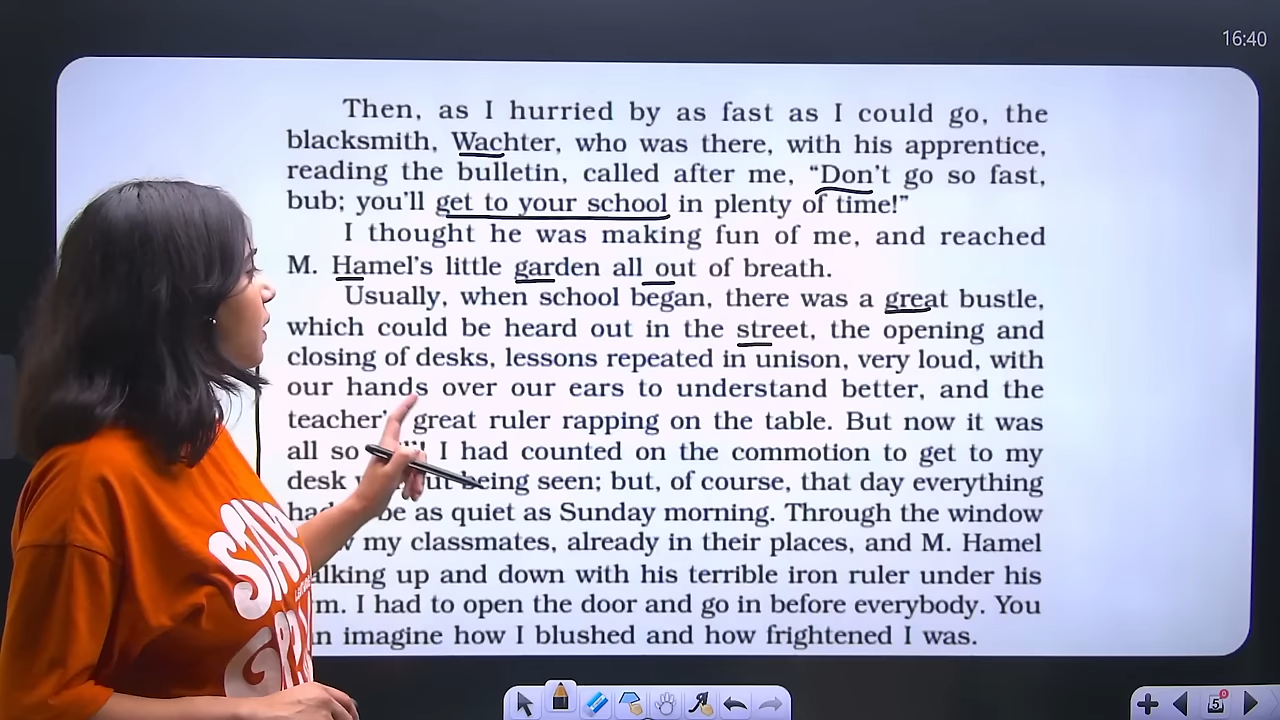 16:40
Then, as I hurried by as fast as I could go, the
blacksmith, Wachter, who was there, with his apprentice,
reading the bulletin, called after me, “Don’t go so fast,
bub; you’ll get to your school in plenty of time!”
I thought he was making fun of me, and reached
M. Hamel’s little garden all out of breath.
Usually, when school began, there was a great bustle,
which could be heard out in the street, the opening and
closing of desks, lessons repeated in unison, very loud, with
our hands over our ears to understand better, and the
teacher’ great ruler rapping on the table. But now it was
all so I had counted on the commotion to get to my
desk being seen; but, of course, that day everything
be as quiet as Sunday morning. Through the window
my classmates, already in their places, and M. Hamel
alking up and down with his terrible iron ruler under his
m. I had to open the door and go in before everybody. You
n imagine how I blushed and how frightened I was.
STAY
5
0